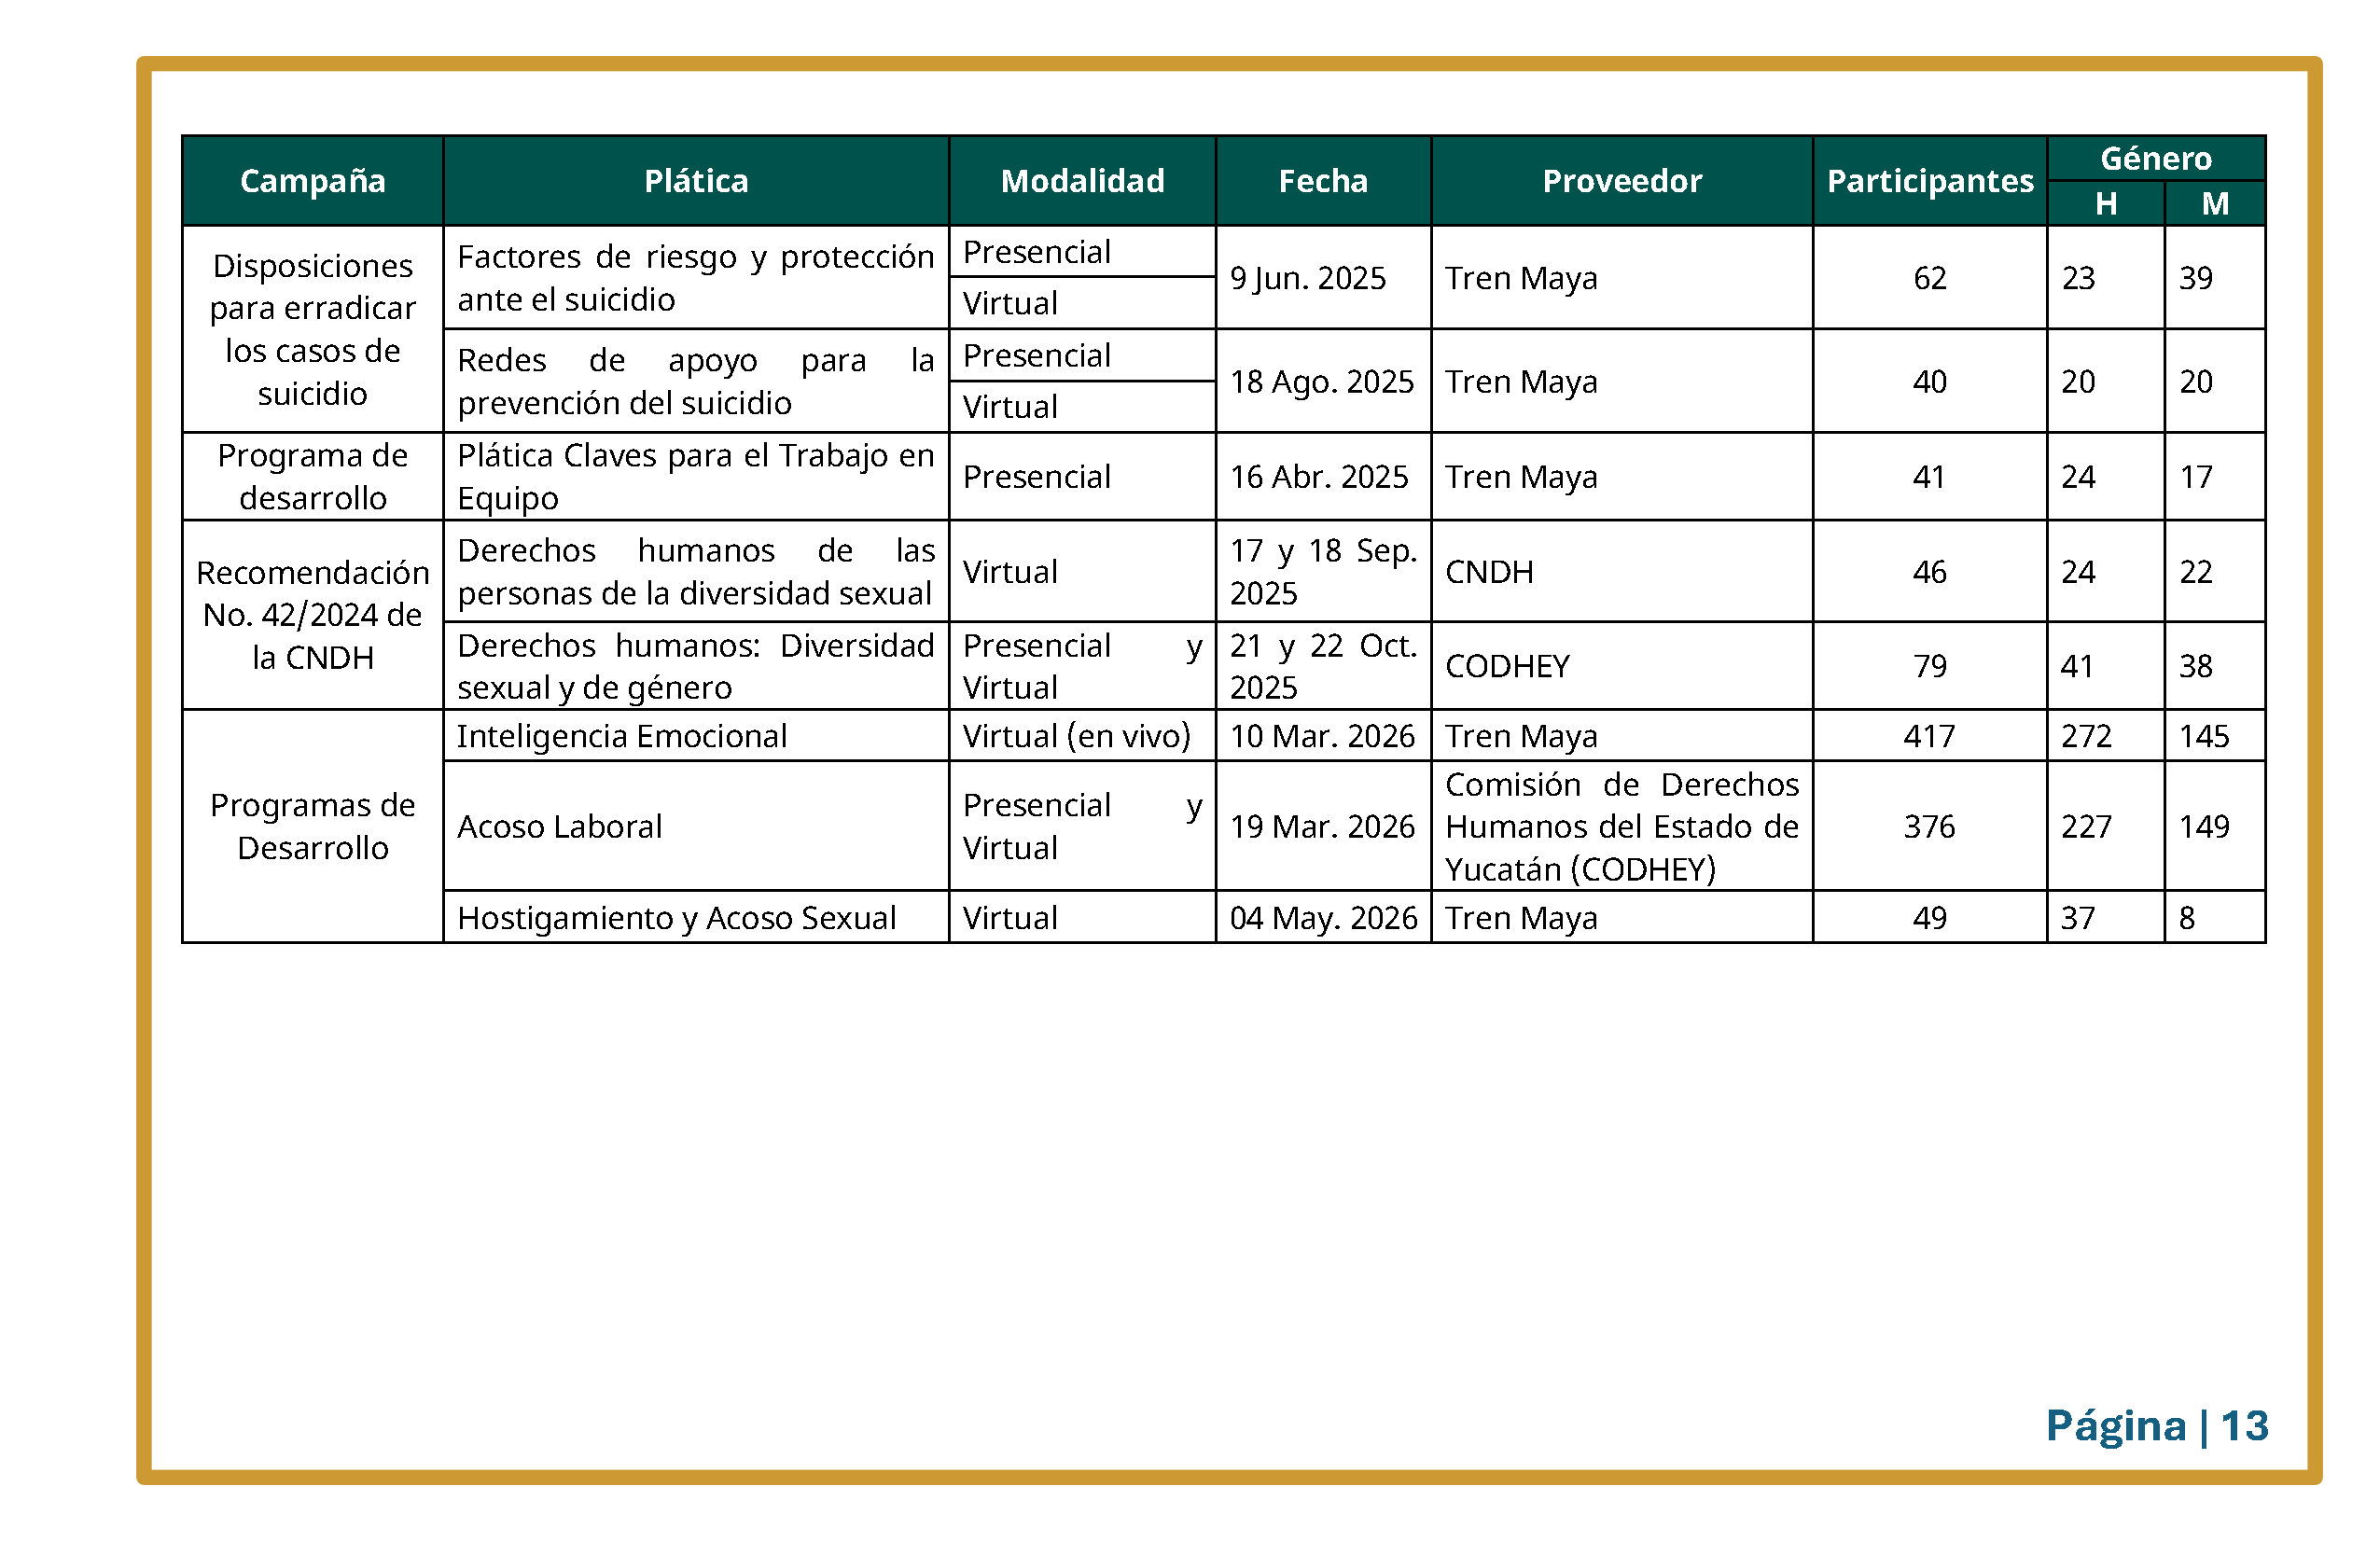 Campaña Plática Modalidad Fecha Proveedor Participantes Género
H M
Disposiciones
para erradicar
los casos de
suicidio
Factores de riesgo y protección
ante el suicidio
Presencial
Virtual
9 Jun. 2025 Tren Maya 62 23 39
Redes de apoyo para la
prevención del suicidio
Presencial
Virtual
18 Ago. 2025 Tren Maya 40 20 20
Programa de
desarrollo
Plática Claves para el Trabajo en
Equipo
Presencial 16 Abr. 2025 Tren Maya 41 24 17
Recomendación
No. 42/2024 de
la CNDH
Derechos humanos de las
personas de la diversidad sexual
Virtual
17 y 18 Sep.
2025
CNDH 46 24 22
Derechos humanos: Diversidad
sexual y de género
Presencial y
Virtual
21 y 22 Oct.
2025
CODHEY 79 41 38
Programas de
Desarrollo
Inteligencia Emocional Virtual (en vivo) 10 Mar. 2026 Tren Maya 417 272 145
Acoso Laboral
Presencial y
Virtual
19 Mar. 2026
Comisión de Derechos
Humanos del Estado de
Yucatán (CODHEY)
376 227 149
Hostigamiento y Acoso Sexual Virtual 04 May. 2026 Tren Maya 49 37 8
Página | 13